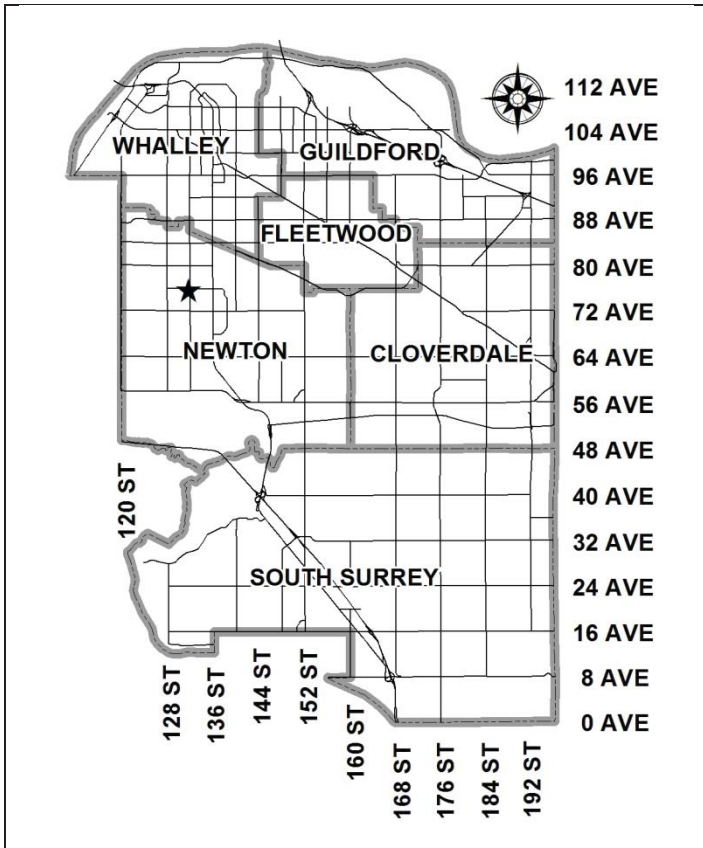 112 AVE
104 AVE
WHALLEY
GUILDFORD
96 AVE
88 AVE
FLEETWOOD
80 AVE
72 AVE
NEWTON
CLOVERDALE
64 AVE
56 AVE
48 AVE
120 ST
40 AVE
32 AVE
SOUTH SURREY
24 AVE
16 AVE
128 ST
136 ST
144 ST
152 ST
8 AVE
160 ST
0 AVE
168 ST
176 ST
184 ST
192 ST